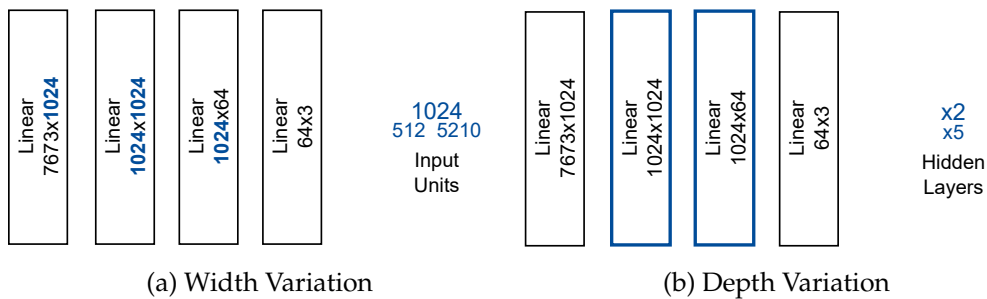 Linear
7673x1024
Linear
1024x1024
Linear
1024x64
Linear
64x3
1024
512 5210
Input
Units
(a) Width Variation
Linear
7673x1024
Linear
1024x1024
Linear
1024x64
Linear
64x3
x2
x5
Hidden
Layers
(b) Depth Variation